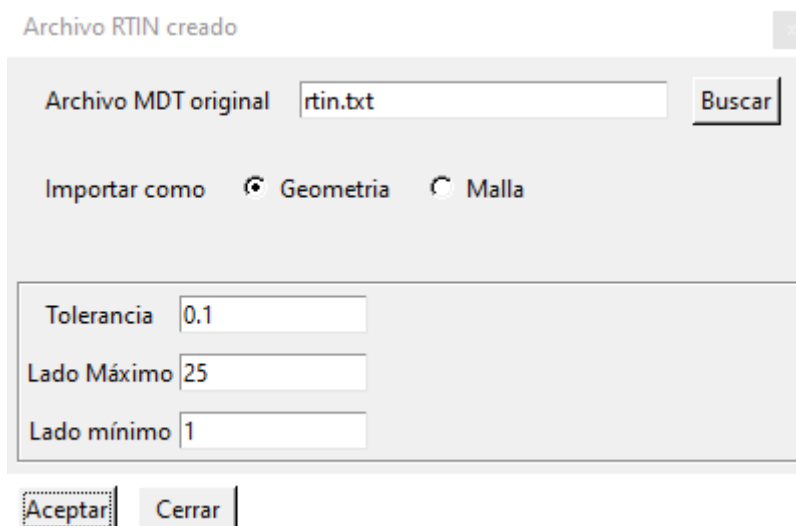 Archivo RTIN creado
Archivo MDT original rtin.txt Buscar
Importar como Geometria Malla
Tolerancia 0.1
Lado Máximo 25
Lado mínimo 1
Aceptar Cerrar